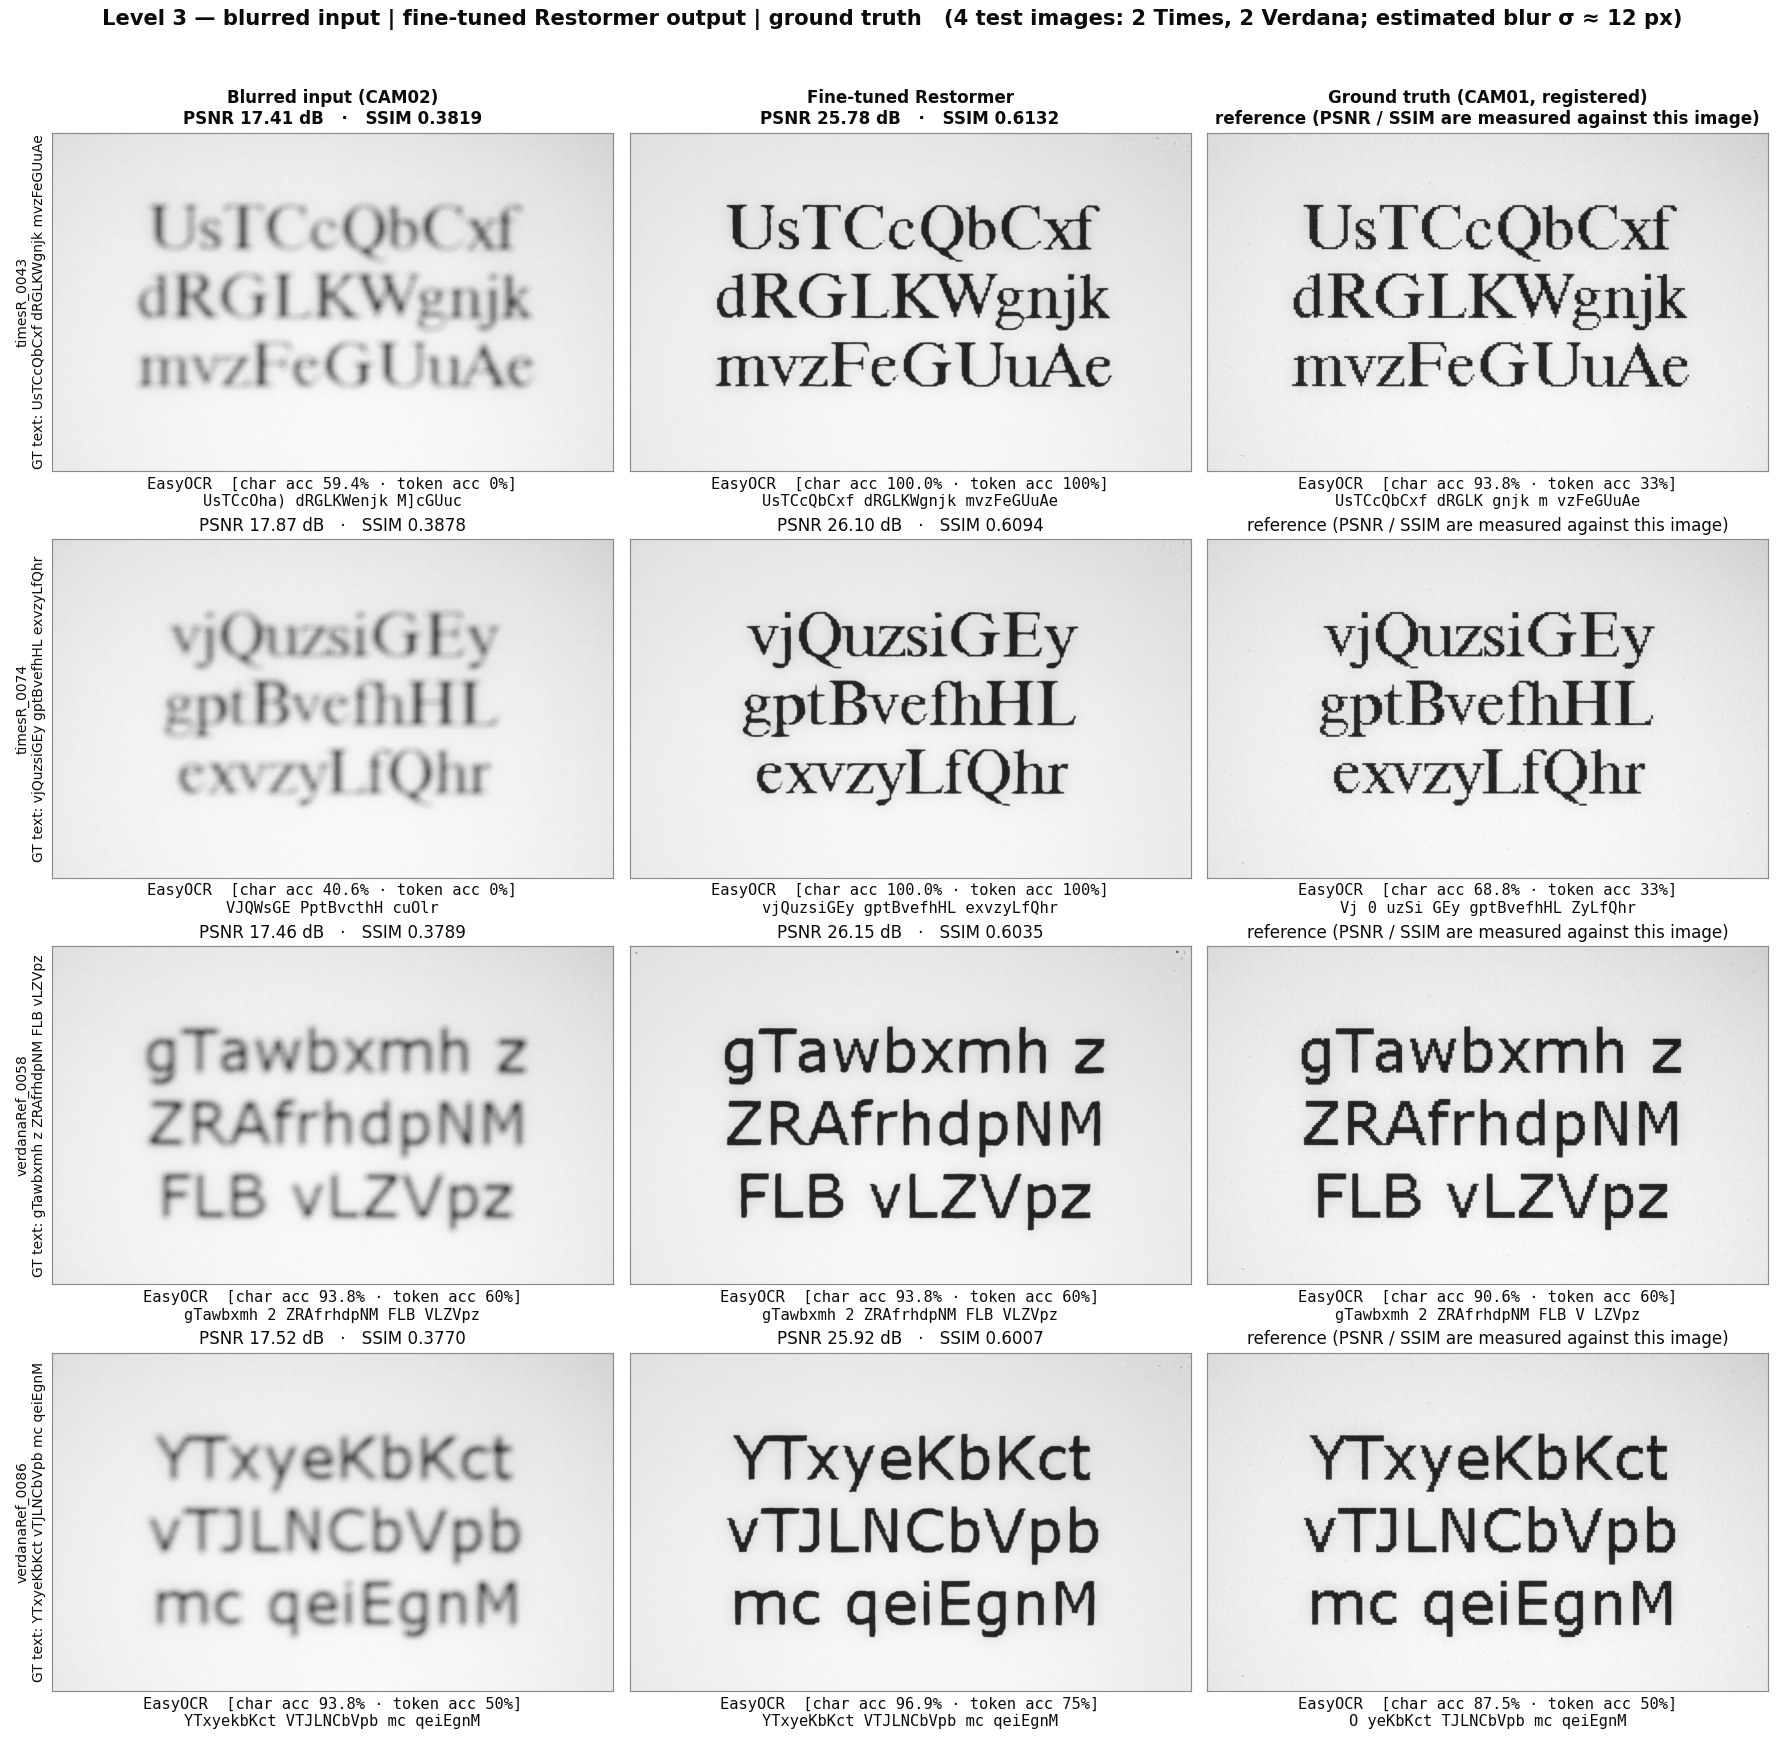 Level 3 — blurred input | fine-tuned Restormer output | ground truth (4 test images: 2 Times, 2 Verdana; estimated blur σ ≈ 12 px)
Blurred input (CAM02)
PSNR 17.41 dB · SSIM 0.3819
Fine-tuned Restormer
PSNR 25.78 dB · SSIM 0.6132
Ground truth (CAM01, registered)
reference (PSNR / SSIM are measured against this image)
timesR_0043
GT text: UsTCcQbCxf dRGLKWgnjk mvzFeGUuAe
UsTCcQbCxf
dRGLKWgnjk
mvzFeGUuAe
UsTCcQbCxf
dRGLKWgnjk
mvzFeGUuAe
UsTCcQbCxf
dRGLKWgnjk
mvzFeGUuAe
EasyOCR [char acc 59.4% · token acc 0%]
UsTCcOha) dRGLKWenjk M]cGUuc
EasyOCR [char acc 100.0% · token acc 100%]
UsTCcQbCxf dRGLKWgnjk mvzFeGUuAe
EasyOCR [char acc 93.8% · token acc 33%]
UsTCcQbCxf dRGLK gnjk m vzFeGUuAe
PSNR 17.87 dB · SSIM 0.3878
PSNR 26.10 dB · SSIM 0.6094
reference (PSNR / SSIM are measured against this image)
timesR_0074
GT text: vjQuzsiGEy gptBvefhHL exvzyLfQhr
vjQuzsiGEy
gptBvefhHL
exvzyLfQhr
vjQuzsiGEy
gptBvefhHL
exvzyLfQhr
vjQuzsiGEy
gptBvefhHL
exvzyLfQhr
EasyOCR [char acc 40.6% · token acc 0%]
VJQWsGE PptBvcthH cuOlr
EasyOCR [char acc 100.0% · token acc 100%]
vjQuzsiGEy gptBvefhHL exvzyLfQhr
EasyOCR [char acc 68.8% · token acc 33%]
Vj 0 uzSi GEy gptBvefhHL ZyLfQhr
PSNR 17.46 dB · SSIM 0.3789
PSNR 26.15 dB · SSIM 0.6035
reference (PSNR / SSIM are measured against this image)
verdanaRef_0058
GT text: gTawbxmh z ZRAfrhdpNM FLB vLZVpz
gTawbxmh z
ZRAfrhdpNM
FLB vLZVpz
gTawbxmh z
ZRAfrhdpNM
FLB vLZVpz
gTawbxmh z
ZRAfrhdpNM
FLB vLZVpz
EasyOCR [char acc 93.8% · token acc 60%]
gTawbxmh 2 ZRAfrhdpNM FLB VLZVpz
EasyOCR [char acc 93.8% · token acc 60%]
gTawbxmh 2 ZRAfrhdpNM FLB VLZVpz
EasyOCR [char acc 90.6% · token acc 60%]
gTawbxmh 2 ZRAfrhdpNM FLB V LZVpz
PSNR 17.52 dB · SSIM 0.3770
PSNR 25.92 dB · SSIM 0.6007
reference (PSNR / SSIM are measured against this image)
verdanaRef_0086
GT text: YTxyeKbKct vTJLNCbVpb mc qeiEgnM
YTxyeKbKct
vTJLNCbVpb
mc qeiEgnM
YTxyeKbKct
vTJLNCbVpb
mc qeiEgnM
YTxyeKbKct
vTJLNCbVpb
mc qeiEgnM
EasyOCR [char acc 93.8% · token acc 50%]
YTxyekbKct VTJLNCbVpb mc qeiEgnM
EasyOCR [char acc 96.9% · token acc 75%]
YTxyeKbKct VTJLNCbVpb mc qeiEgnM
EasyOCR [char acc 87.5% · token acc 50%]
O yeKbKct TJLNCbVpb mc qeiEgnM